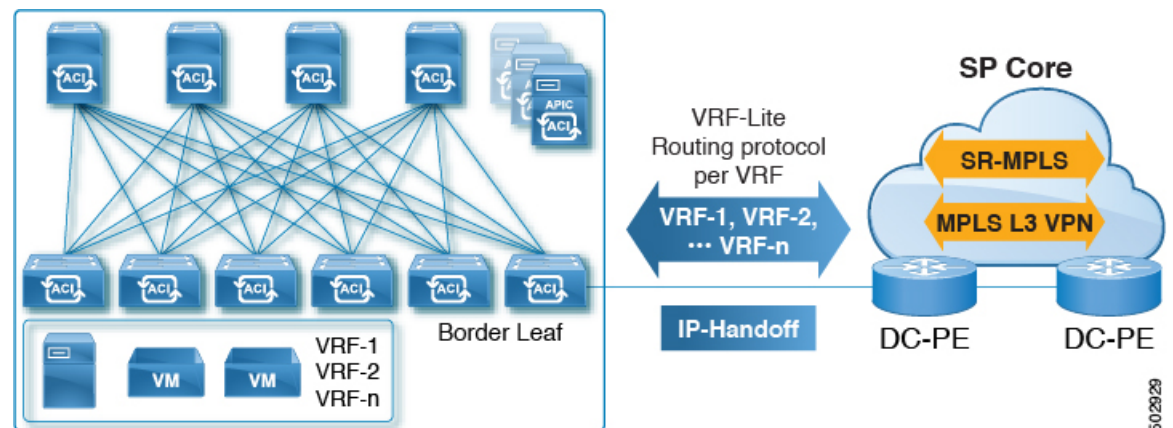 ACI
ACI
ACI
ACI
APIC
ACI
ACI
ACI
ACI
ACI
ACI
ACI
Border Leaf
VM
VM
VRF-1
VRF-2
VRF-n
VRF-Lite
Routing protocol
per VRF
VRF-1, VRF-2,
··· VRF-n
IP-Handoff
SP Core
SR-MPLS
MPLS L3 VPN
DC-PE
DC-PE
502929